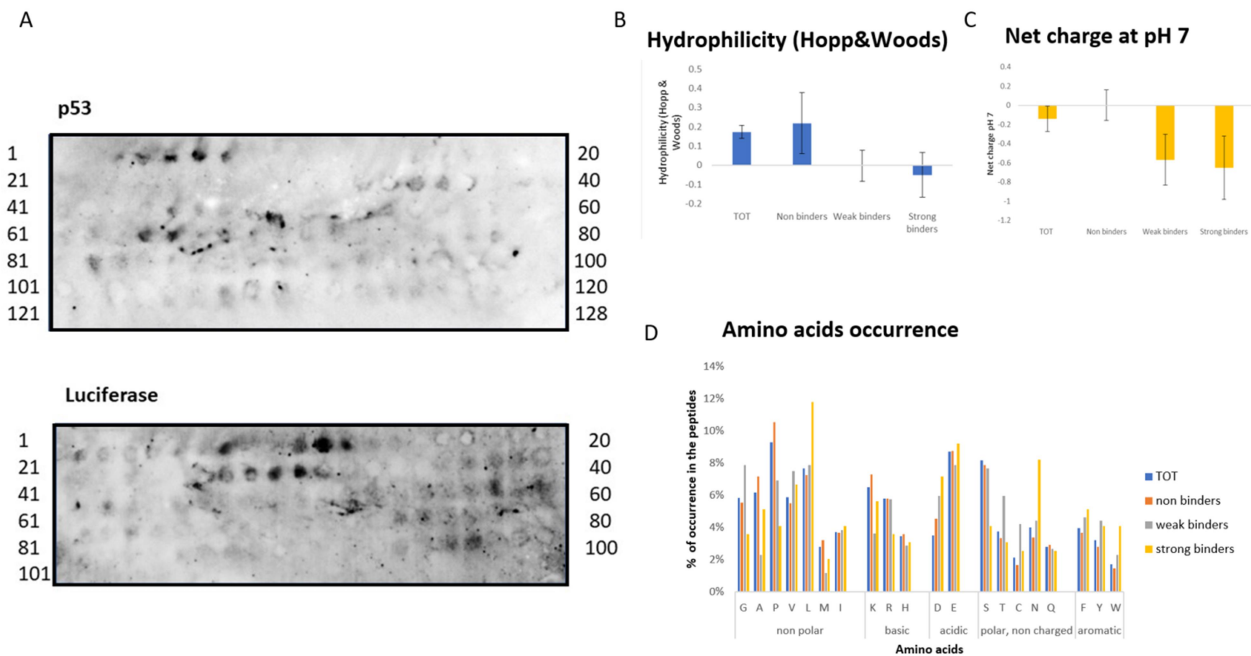 A
p53
1 20
21 40
41 60
61 80
81 100
101 120
121 128
Luciferase
1 20
21 40
41 60
61 80
81 100
101
B
Hydrophilicity (Hopp&Woods)
Hydrophilicity (Hopp &
Woods)
0.5
0.4
0.3
0.2
0.1
0
-0.1
-0.2
TOT Non binders Weak binders Strong
binders
C
Net charge at pH 7
Net charge pH 7
0.4
0.2
0
-0.2
-0.4
-0.6
-0.8
-1
-1.2
TOT Non binders Weak binders Strong binders
D
Amino acids occurrence
% of occurrence in the peptides
14%
12%
10%
8%
6%
4%
2%
0%
G A P V L M I K R H D E S T C N Q F Y W
non polar basic acidic polar, non charged aromatic
Amino acids
TOT
non binders
weak binders
strong binders